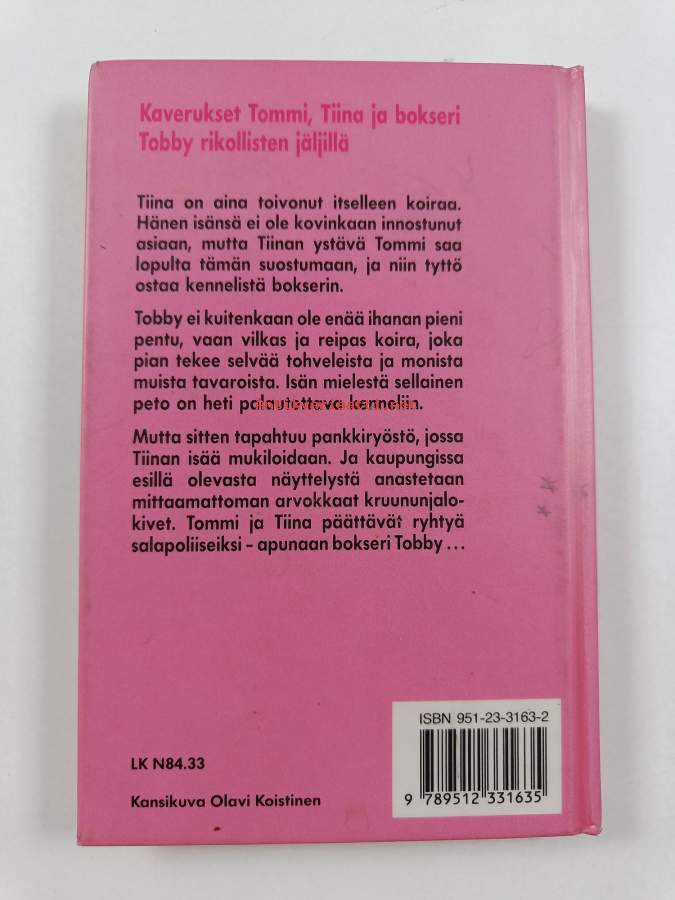 Kaverukset Tommi, Tiina ja bokseri
Tobby rikollisten jäljillä
Tiina on aina toivonut itselleen koiraa.
Hänen isänsä ei ole kovinkaan innostunut
asiaan, mutta Tiinan ystävä Tommi saa
lopulta tämän suostumaan, ja niin tyttö
ostaa kennelistä bokserin.
Tobby ei kuitenkaan ole enää ihanan pieni
pentu, vaan vilkas ja reipas koira, joka
pian tekee selvää tohveleista ja monista
muista tavaroista. Isän mielestä sellainen
peto on heti palautettava kenneliin.
Mutta sitten tapahtuu pankkiryöstö, jossa
Tiinan isää mukiloidaan. Ja kaupungissa
esillä olevasta näyttelystä anastetaan
mittaamattoman arvokkaat kruununjalo-
kivet. Tommi ja Tiina päättävät ryhtyä
salapoliiseiksi – apunaan bokseri Tobby ...
ISBN 951-23-3163-2
LK N84.33
Kansikuva Olavi Koistinen
9 789512 331635